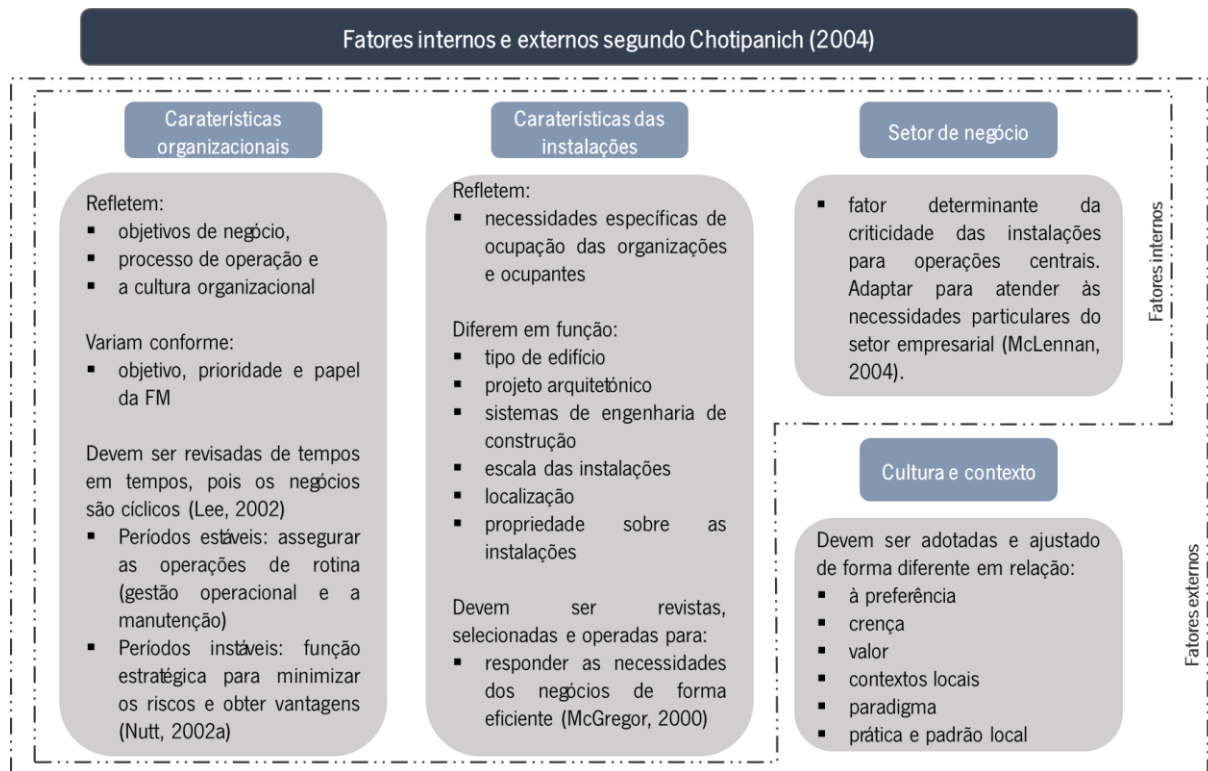 Fatores internos e externos segundo Chotipanich (2004)
Caraterísticas
organizacionais
Refletem:
▪ objetivos de negócio,
▪ processo de operação e
▪ a cultura organizacional
Variam conforme:
▪ objetivo, prioridade e papel
da FM
Devem ser revisadas de tempos
em tempos, pois os negócios
são cíclicos (Lee, 2002)
▪ Períodos estáveis: assegurar
as operações de rotina
(gestão operacional e a
manutenção)
▪ Períodos instáveis: função
estratégica para minimizar
os riscos e obter vantagens
(Nutt, 2002a)
Caraterísticas das
instalações
Refletem:
▪ necessidades específicas de
ocupação das organizações
e ocupantes
Diferem em função:
▪ tipo de edifício
▪ projeto arquitetónico
▪ sistemas de engenharia de
construção
▪ escala das instalações
▪ localização
▪ propriedade sobre as
instalações
Devem ser revistas,
selecionadas e operadas para:
▪ responder as necessidades
dos negócios de forma
eficiente (McGregor, 2000)
Setor de negócio
▪ fator determinante da
criticidade das instalações
para operações centrais.
Adaptar para atender às
necessidades particulares do
setor empresarial (McLennan,
2004).
Fatores internos
Cultura e contexto
Devem ser adotadas e ajustado
de forma diferente em relação:
▪ à preferência
▪ crença
▪ valor
▪ contextos locais
▪ paradigma
▪ prática e padrão local
Fatores externos